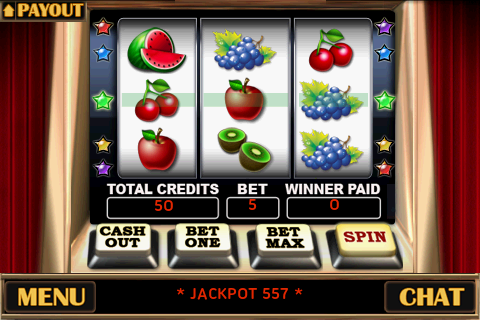 PAYOUT
TOTAL CREDITS BET WINNER PAID
50 5 0
CASH OUT BET ONE BET MAX SPIN
MENU * JACKPOT 557 * CHAT